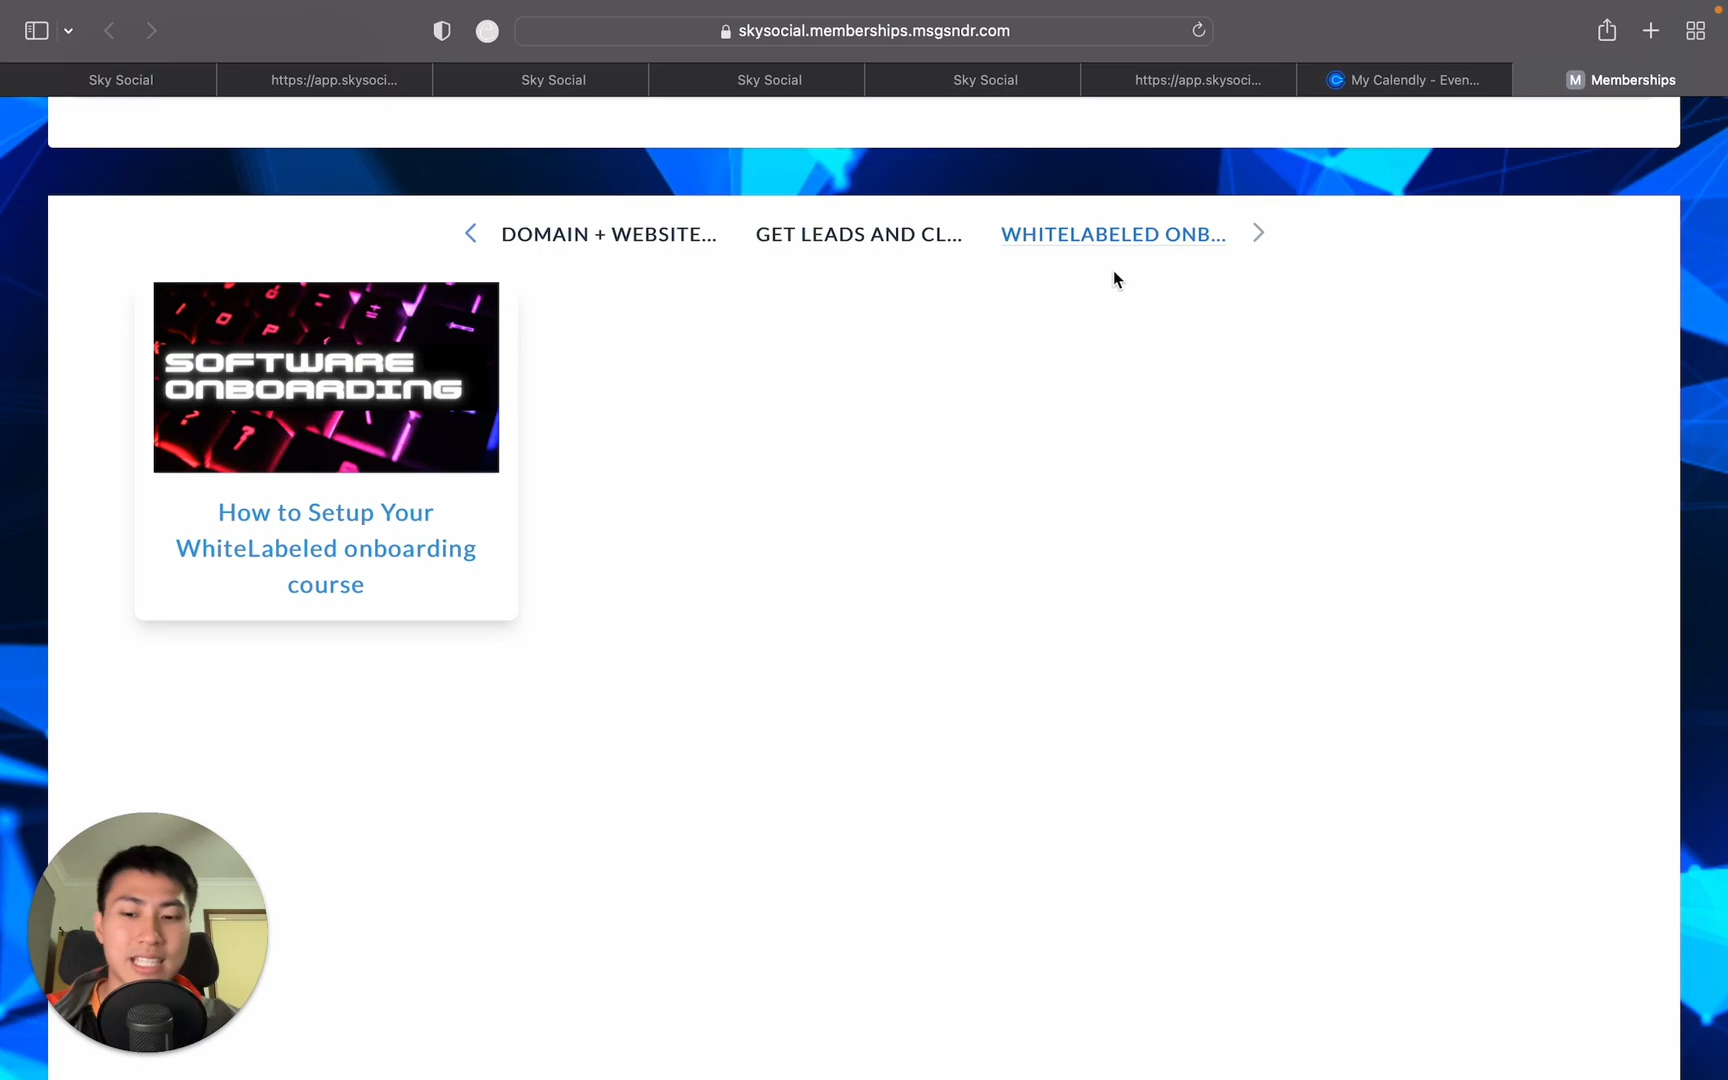 skysocial.memberships.msgsndr.com
Sky Social
https://app.skysoci...
Sky Social
Sky Social
Sky Social
https://app.skysoci...
My Calendly - Even...
M Memberships
DOMAIN + WEBSITE...
GET LEADS AND CL...
WHITELABELED ONB...
SOFTWARE
ONBOARDING
How to Setup Your
WhiteLabeled onboarding
course